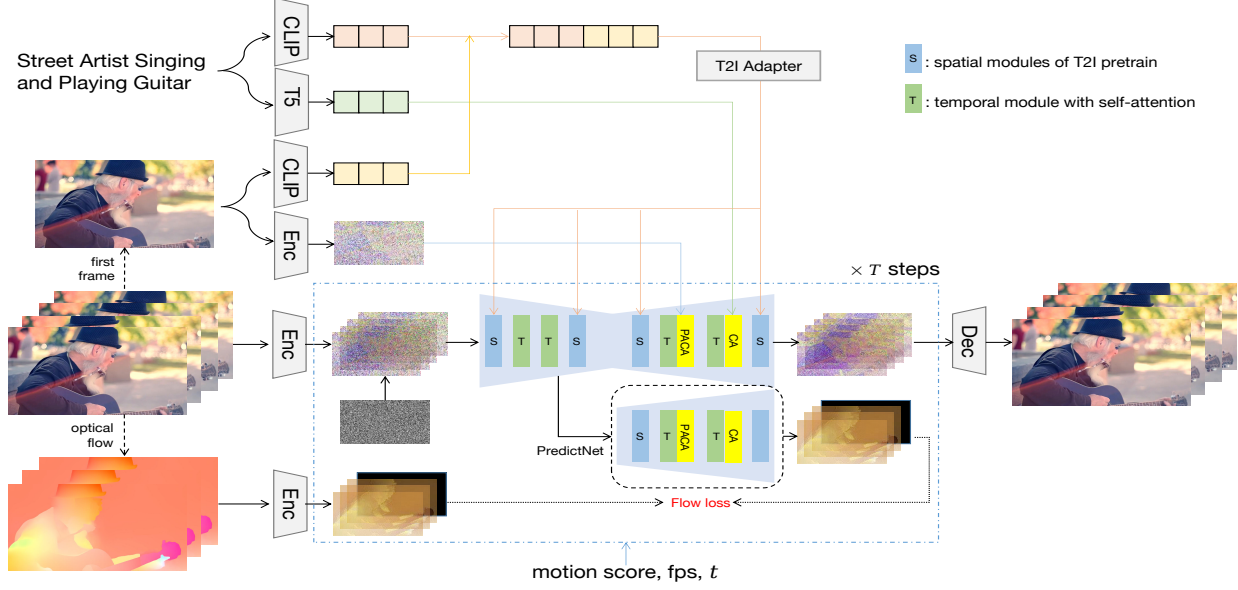 Street Artist Singing
and Playing Guitar
CLIP
T5
CLIP
Enc
T2I Adapter
S : spatial modules of T2I pretrain
T : temporal module with self-attention
first
frame
× T steps
Enc
S T T S S T PACA T CA S
Dec
optical
flow
PredictNet
S T PACA T CA
Enc
Flow loss
motion score, fps, t